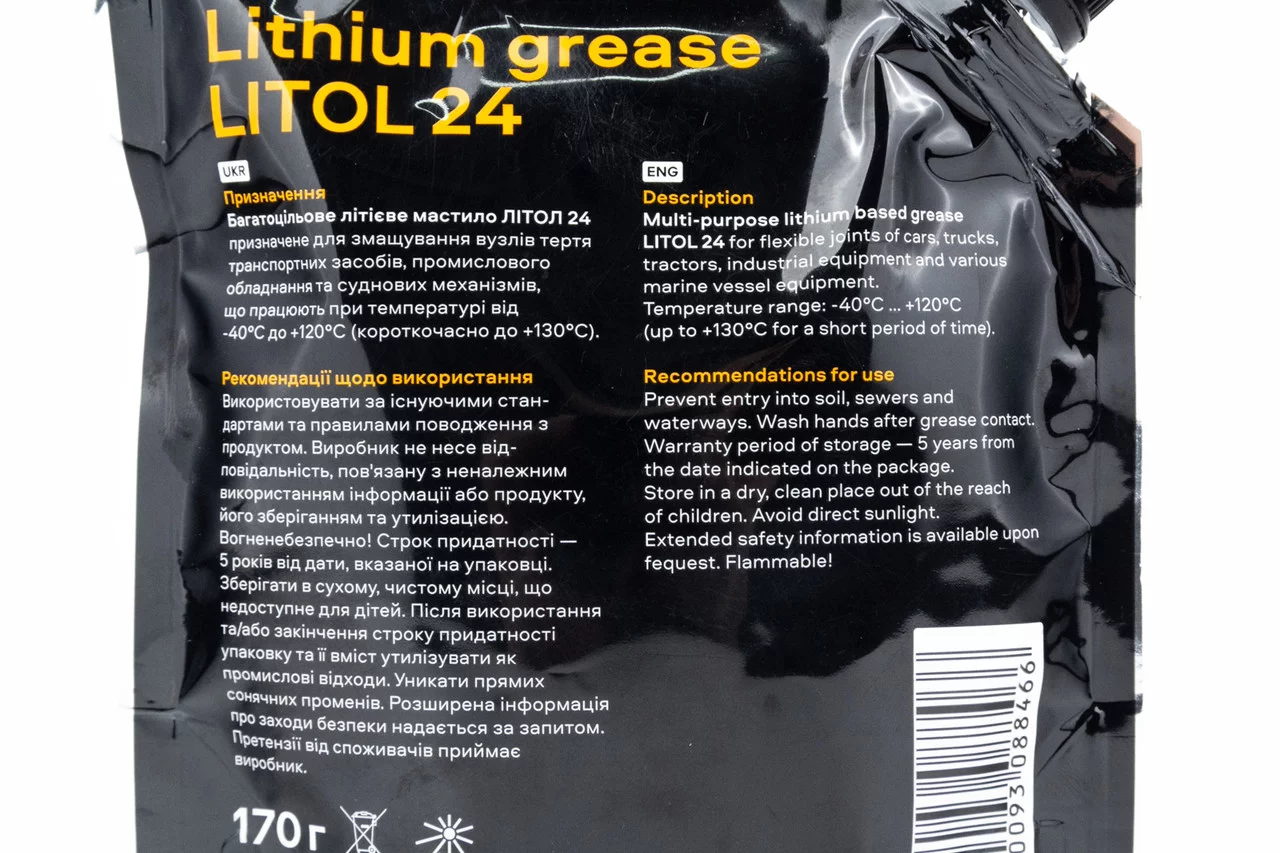 Lithium grease
LITOL 24
UKR
Призначення
Багатоцільове літієве мастило ЛІТОЛ 24
призначене для змащування вузлів тертя
транспортних засобів, промислового
обладнання та суднових механізмів,
що працюють при температурі від
-40°C до +120°C (короткочасно до +130°C).
Рекомендації щодо використання
Використовувати за існуючими стан-
дартами та правилами поводження з
продуктом. Виробник не несе від-
повідальність, пов'язану з неналежним
використанням інформації або продукту,
його зберіганням та утилізацією.
Вогненебезпечно! Строк придатності —
5 років від дати, вказаної на упаковці.
Зберігати в сухому, чистому місці, що
недоступне для дітей. Після використання
та/або закінчення строку придатності
упаковку та її вміст утилізувати як
промислові відходи. Уникати прямих
сонячних променів. Розширена інформація
про заходи безпеки надається за запитом.
Претензії від споживачів приймає
виробник.
170 г
ENG
Description
Multi-purpose lithium based grease
LITOL 24 for flexible joints of cars, trucks,
tractors, industrial equipment and various
marine vessel equipment.
Temperature range: -40°C ... +120°C
(up to +130°C for a short period of time).
Recommendations for use
Prevent entry into soil, sewers and
waterways. Wash hands after grease contact.
Warranty period of storage — 5 years from
the date indicated on the package.
Store in a dry, clean place out of the reach
of children. Avoid direct sunlight.
Extended safety information is available upon
fequest. Flammable!
0093 088466